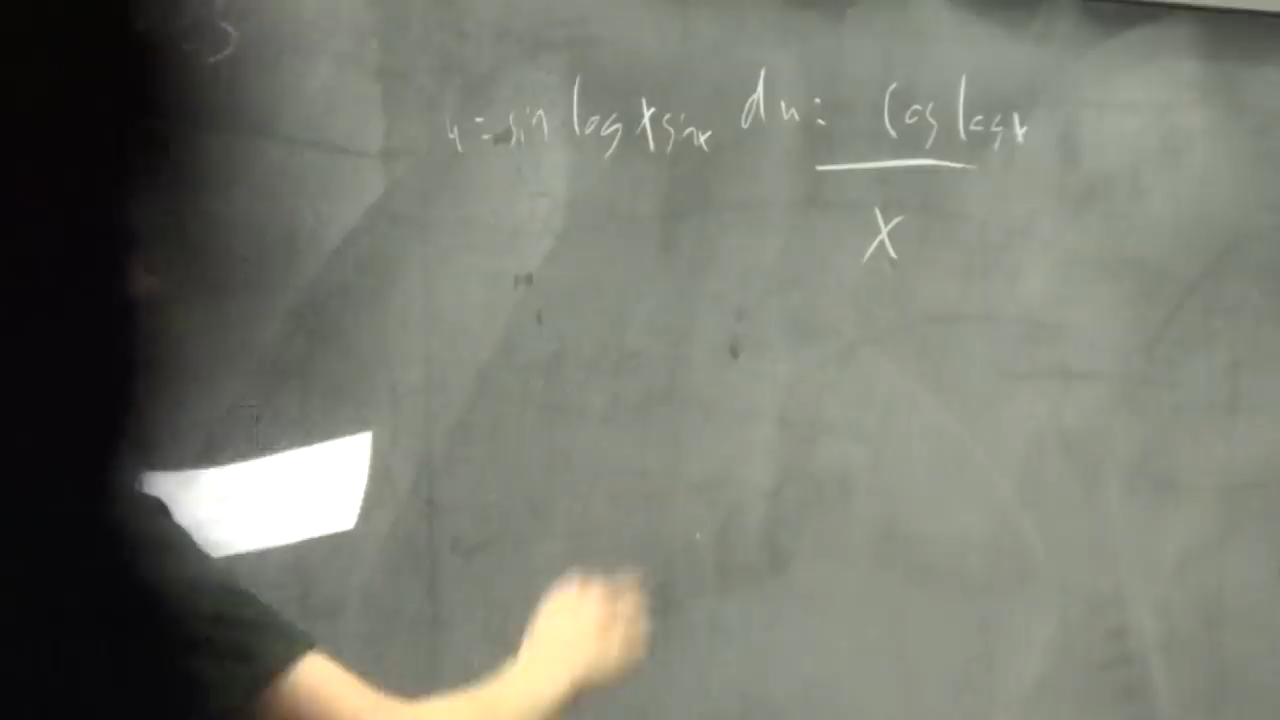 u = sin log x sin x du: cos log x
x